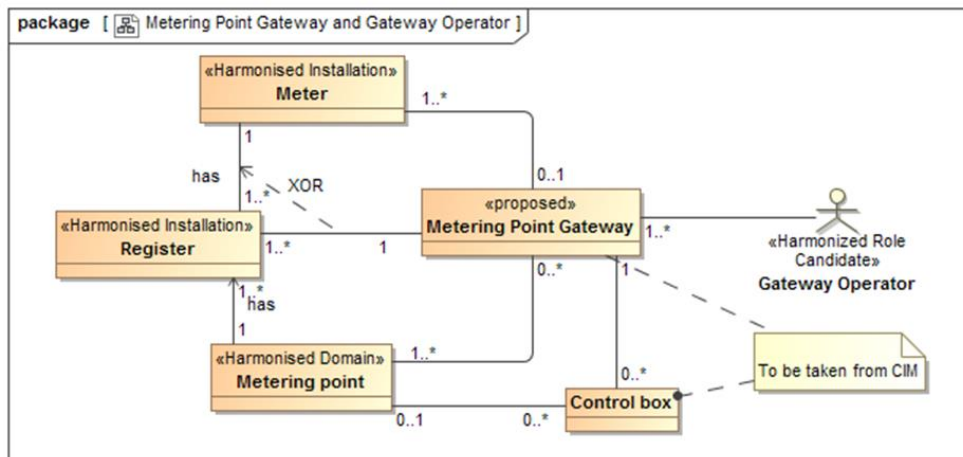 package [ Metering Point Gateway and Gateway Operator ]
«Harmonised Installation»
Meter
1..*
1
0..1
has
XOR
1..*
«Harmonised Installation»
Register
1..*
1
«proposed»
Metering Point Gateway
1..*
«Harmonized Role
Candidate»
Gateway Operator
0..*
1
1..*
has
1
«Harmonised Domain»
Metering point
1..*
0..1
0..*
0..*
Control box
To be taken from CIM